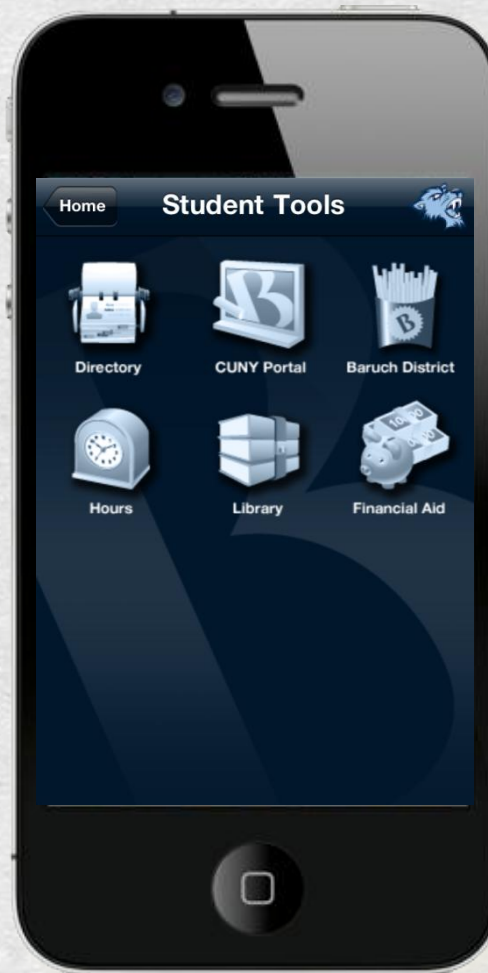 Home
Student Tools
Directory
CUNY Portal
Baruch District
Hours
Library
Financial Aid